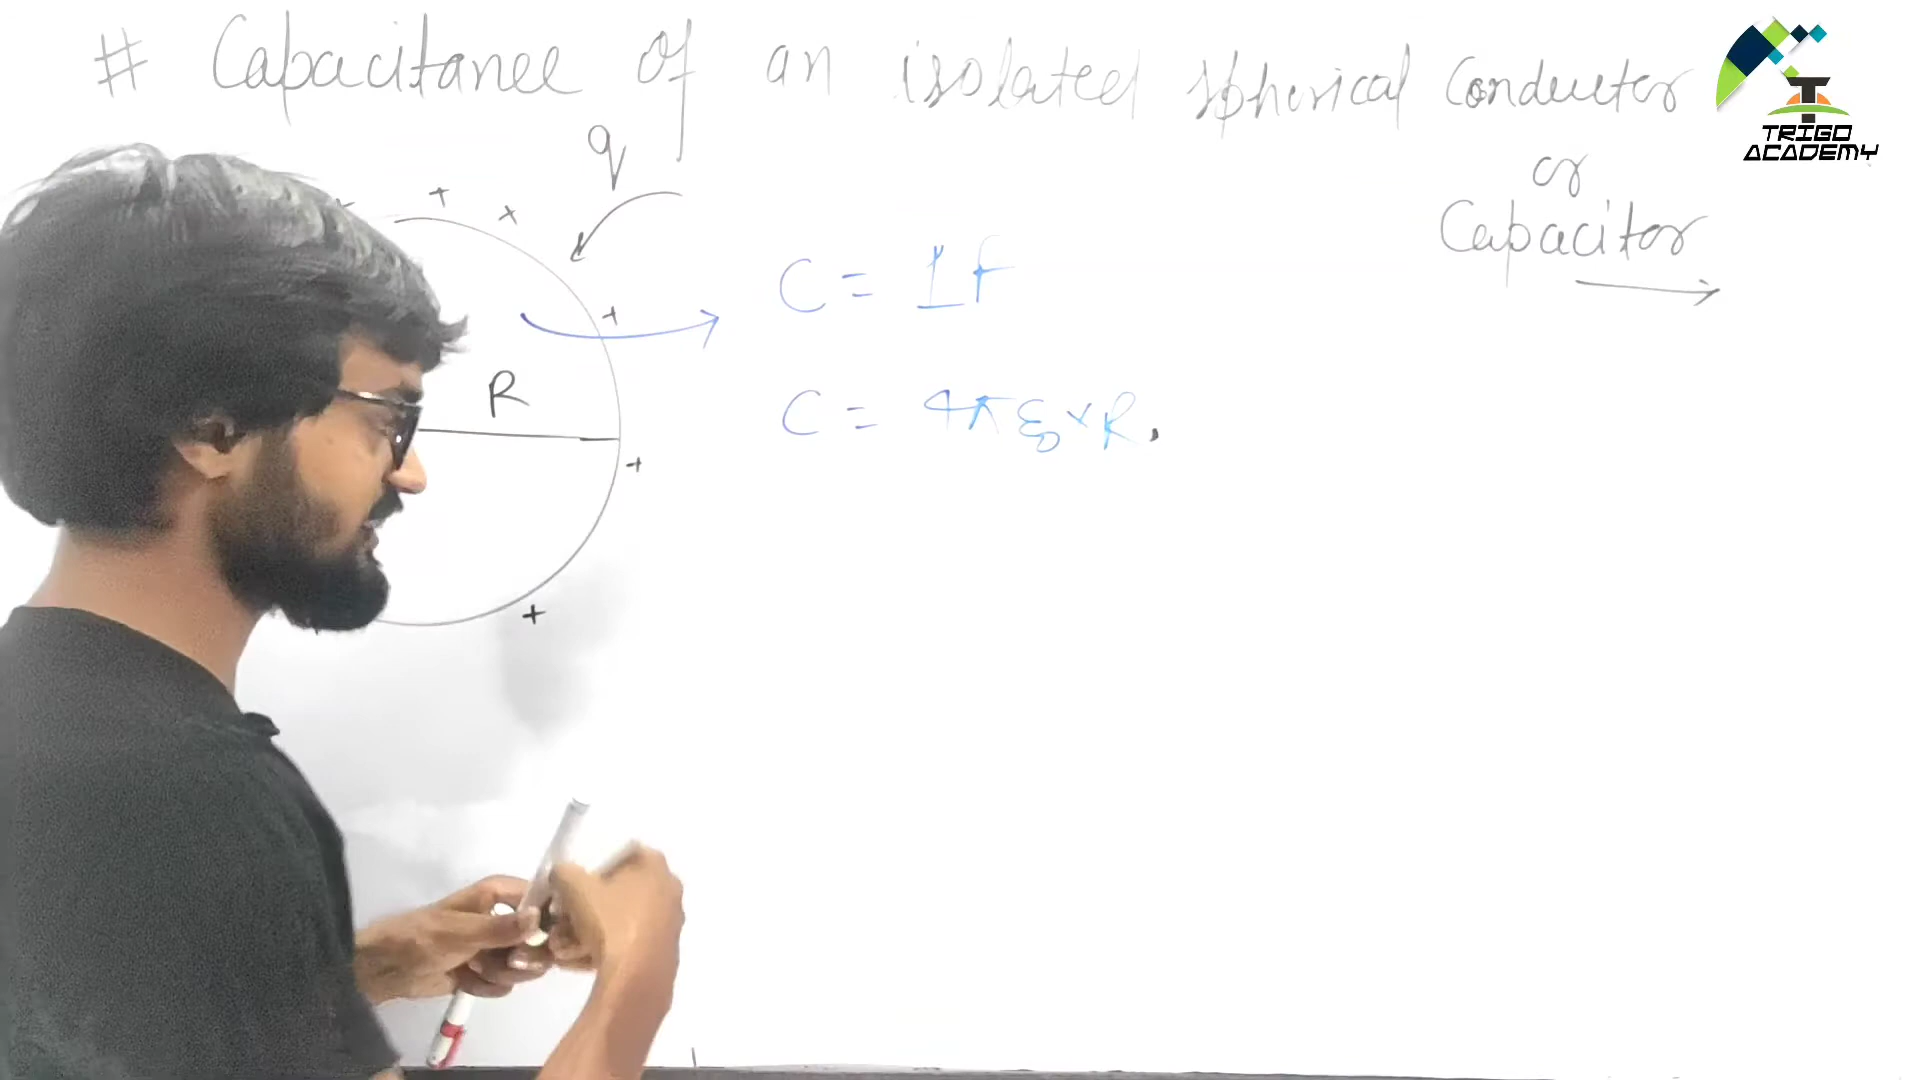 # Capacitance of an isolated spherical Conductor
or
Capacitor
TRIGO
ACADEMY
q
+ + + + +
R
C = 1F
C = 4πε₀×R.